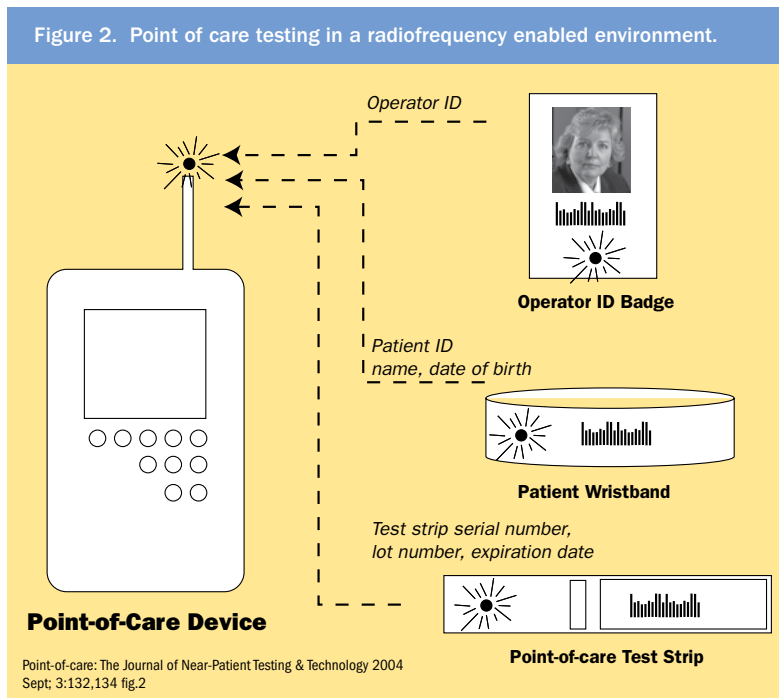 Figure 2. Point of care testing in a radiofrequency enabled environment.
Operator ID
Operator ID Badge
Patient ID
name, date of birth
Patient Wristband
Test strip serial number,
lot number, expiration date
Point-of-Care Device
Point-of-care Test Strip
Point-of-care: The Journal of Near-Patient Testing & Technology 2004
Sept; 3:132,134 fig.2